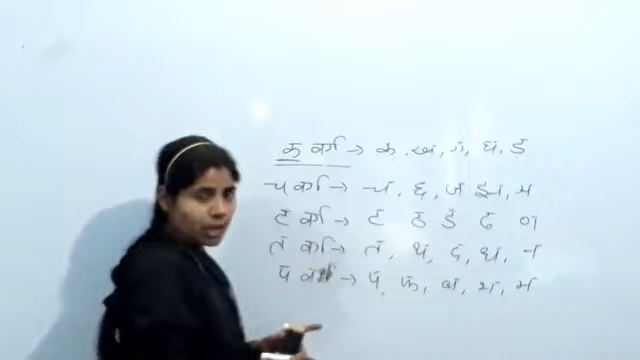 क वर्ग → क, ख, ग, घ, ङ
च वर्ग → च, छ, ज, झ, ञ
ट वर्ग → ट ठ ड ढ ण
त वर्ग → त, थ, द, ध, न
प वर्ग → प, फ, ब, भ, म